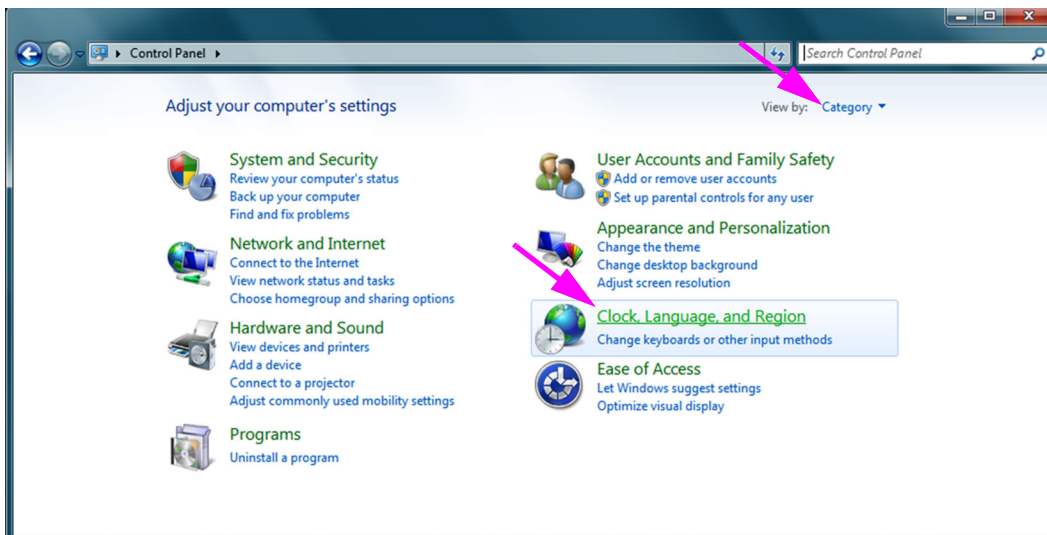 Control Panel
Search Control Panel
Adjust your computer's settings
View by: Category
System and Security
Review your computer's status
Back up your computer
Find and fix problems
Network and Internet
Connect to the Internet
View network status and tasks
Choose homegroup and sharing options
Hardware and Sound
View devices and printers
Add a device
Connect to a projector
Adjust commonly used mobility settings
Programs
Uninstall a program
User Accounts and Family Safety
Add or remove user accounts
Set up parental controls for any user
Appearance and Personalization
Change the theme
Change desktop background
Adjust screen resolution
Clock, Language, and Region
Change keyboards or other input methods
Ease of Access
Let Windows suggest settings
Optimize visual display